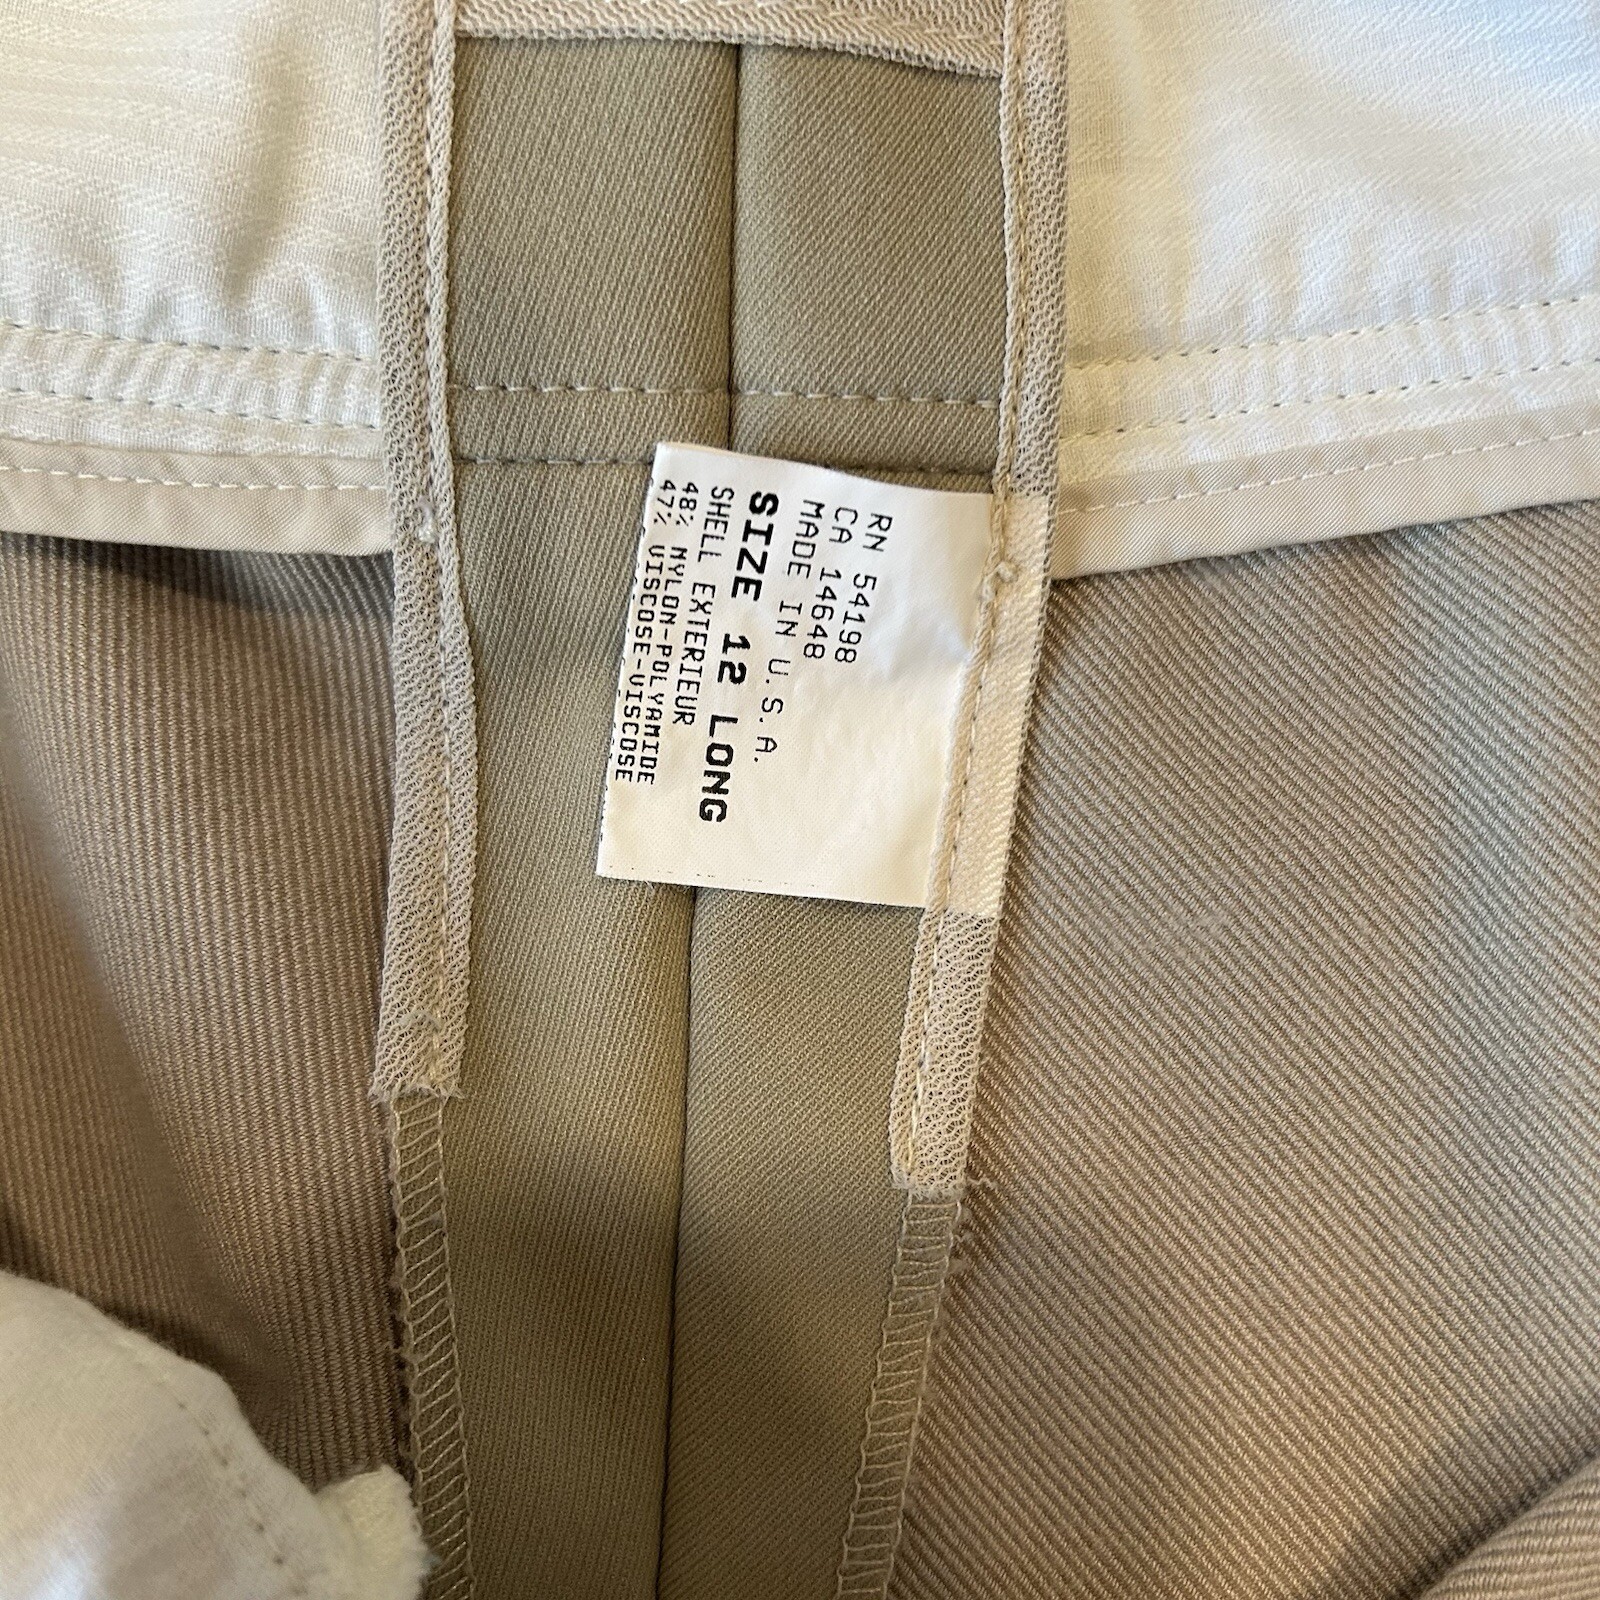 RN 54198
CA 14648
MADE IN U.S.A.
SIZE 12 LONG
SHELL EXTERIEUR
48% NYLON-POLYAMIDE
47% VISCOSE-VISCOSE